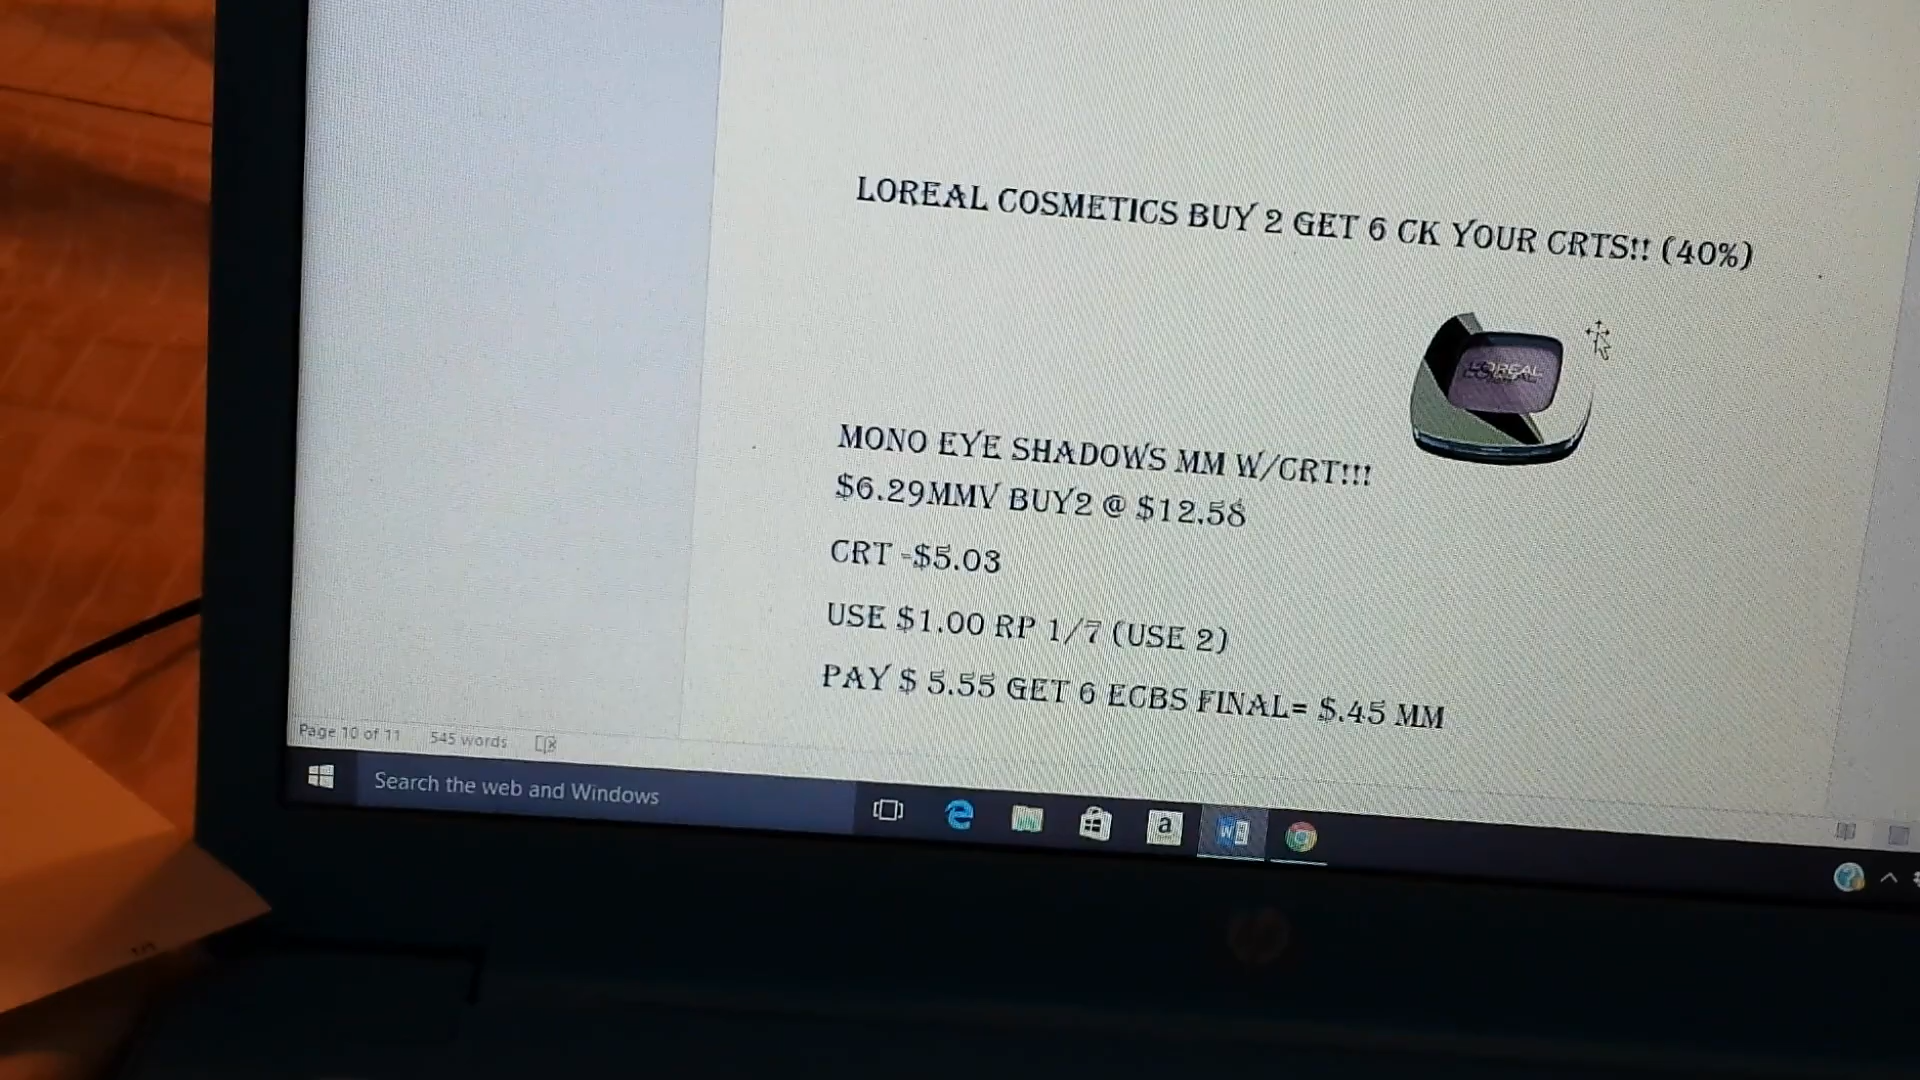 LOREAL COSMETICS BUY 2 GET 6 CK YOUR CRTS!! (40%)
L'OREAL
MONO EYE SHADOWS MM W/CRT!!!
$6.29MMV BUY2 @ $12.58
CRT -$5.03
USE $1.00 RP 1/7 (USE 2)
PAY $ 5.55 GET 6 ECBS FINAL= $.45 MM
Page 10 of 11 545 words
Search the web and Windows